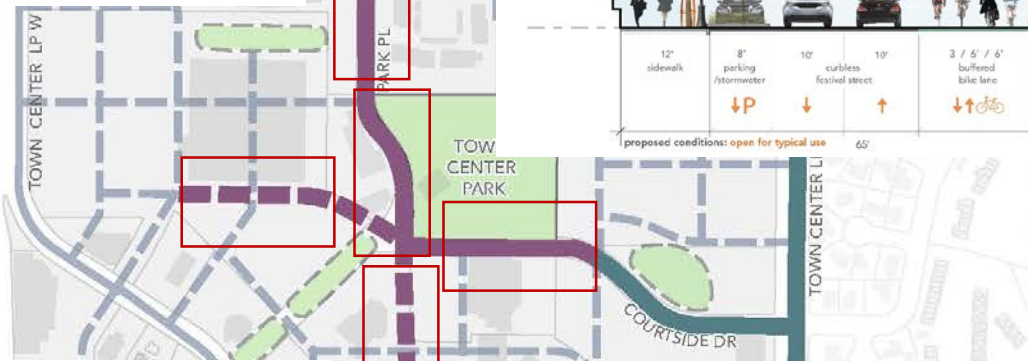 TOWN CENTER LP W
PARK PL
TOW
CENTER
PARK
COURTSIDE DR
TOWN CENTER L
12'
sidewalk
8'
parking
/stormwater
↓P
10'
10'
curbless
festival street
↓
↑
3 / 6' / 6'
buffered
bike lane
↓↑
proposed conditions: open for typical use
65'